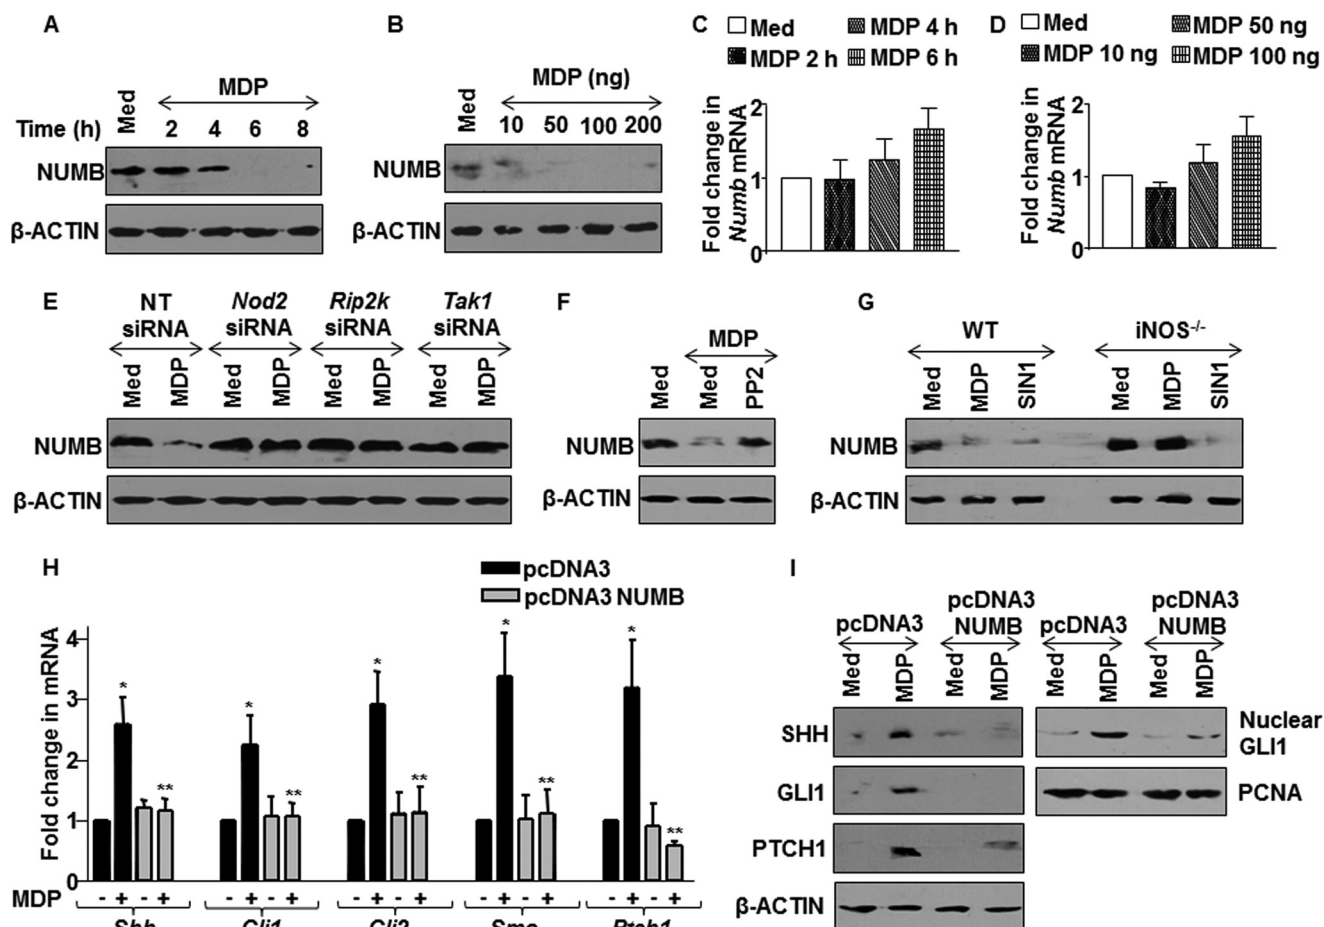 A
MDP
Med
Time (h) 2 4 6 8
NUMB
β-ACTIN
B
MDP (ng)
Med
10 50 100 200
NUMB
β-ACTIN
C
Med
MDP 4 h
MDP 2 h
MDP 6 h
Fold change in
Numb mRNA
2
1
0
D
Med
MDP 50 ng
MDP 10 ng
MDP 100 ng
Fold change in
Numb mRNA
2
1
0
E
NT
siRNA
Nod2
siRNA
Rip2k
siRNA
Tak1
siRNA
Med MDP Med MDP Med MDP Med MDP
NUMB
β-ACTIN
F
MDP
Med Med PP2
NUMB
β-ACTIN
G
WT iNOS-/-
Med MDP SIN1 Med MDP SIN1
NUMB
β-ACTIN
H
pcDNA3
pcDNA3 NUMB
Fold change in mRNA
4
3
2
1
0
* * * * *
** ** ** ** **
MDP - + - + - + - + - + - + - + - + - + - +
Shh Gli1 Gli2 Smo Ptch1
I
pcDNA3
pcDNA3
NUMB
pcDNA3
pcDNA3
NUMB
Med MDP Med MDP Med MDP Med MDP
SHH
GLI1
PTCH1
β-ACTIN
Nuclear
GLI1
PCNA